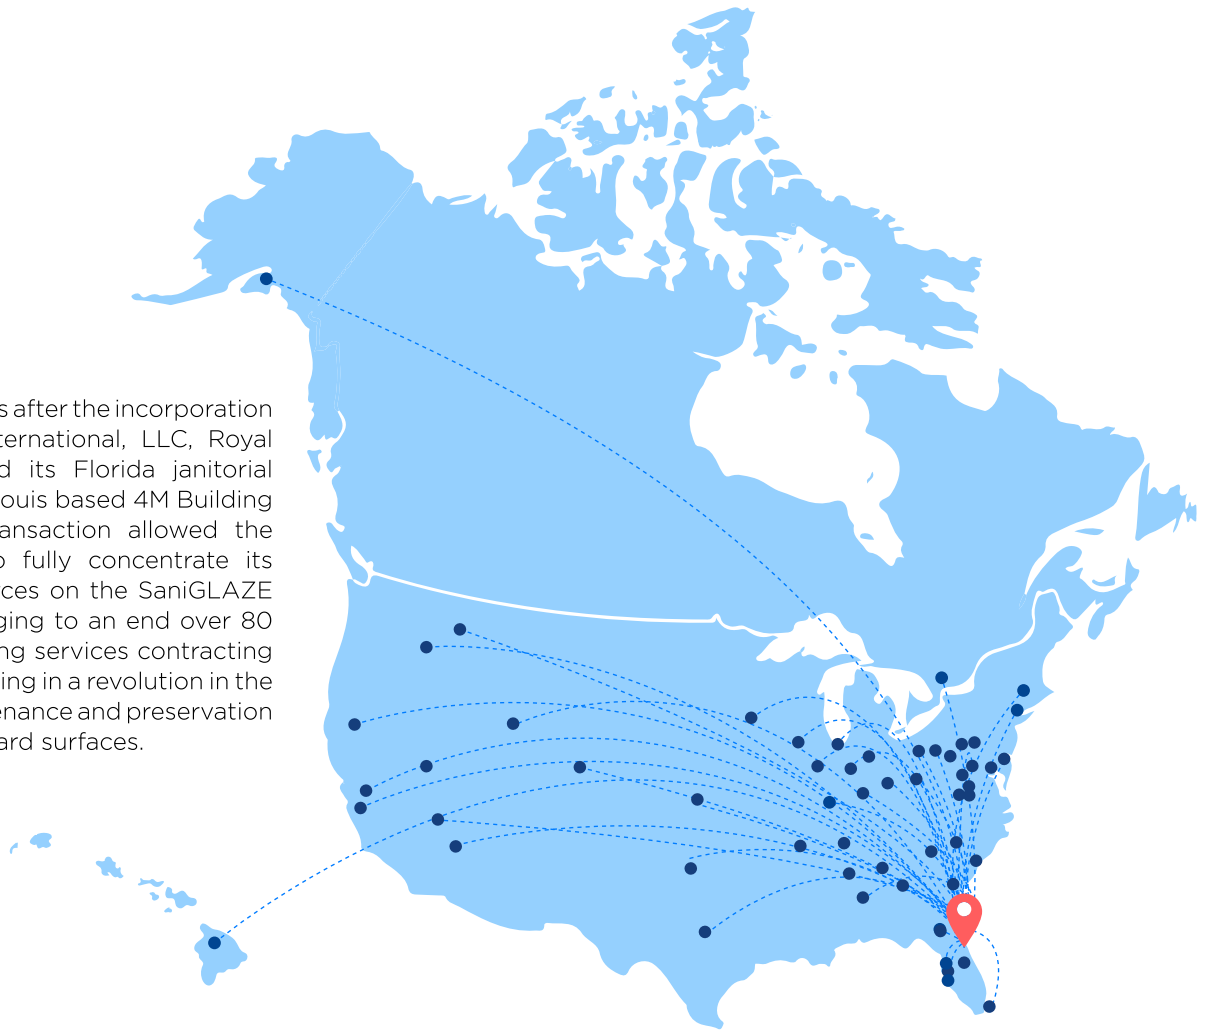 s after the incorporation
ternational, LLC, Royal
d its Florida janitorial
ouis based 4M Building
ansaction allowed the
o fully concentrate its
rces on the SaniGLAZE
ging to an end over 80
ng services contracting
ing in a revolution in the
enance and preservation
ard surfaces.